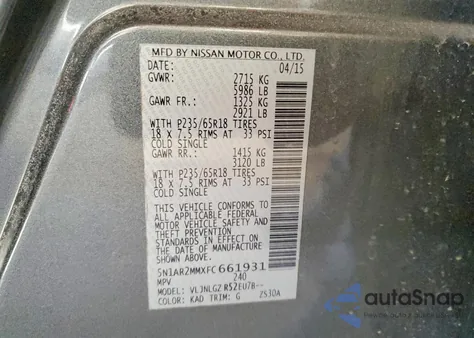 MFD BY NISSAN MOTOR CO., LTD.
DATE: 04/15
GVWR: 2715 KG
5986 LB
GAWR FR.: 1325 KG
2921 LB
WITH P235/65R18 TIRES
18 X 7.5 RIMS AT 33 PSI
COLD SINGLE
GAWR RR.: 1415 KG
3120 LB
WITH P235/65R18 TIRES
18 X 7.5 RIMS AT 33 PSI
COLD SINGLE
THIS VEHICLE CONFORMS TO
ALL APPLICABLE FEDERAL
MOTOR VEHICLE SAFETY AND
THEFT PREVENTION
STANDARDS IN EFFECT ON THE
DATE OF MANUFACTURE
SHOWN ABOVE.
5N1AR2MMXFC661931
MPV 240
MODEL: VLJNLGZ R52EU7B--
COLOR: KAD TRIM: G ZS30A
autoSnap